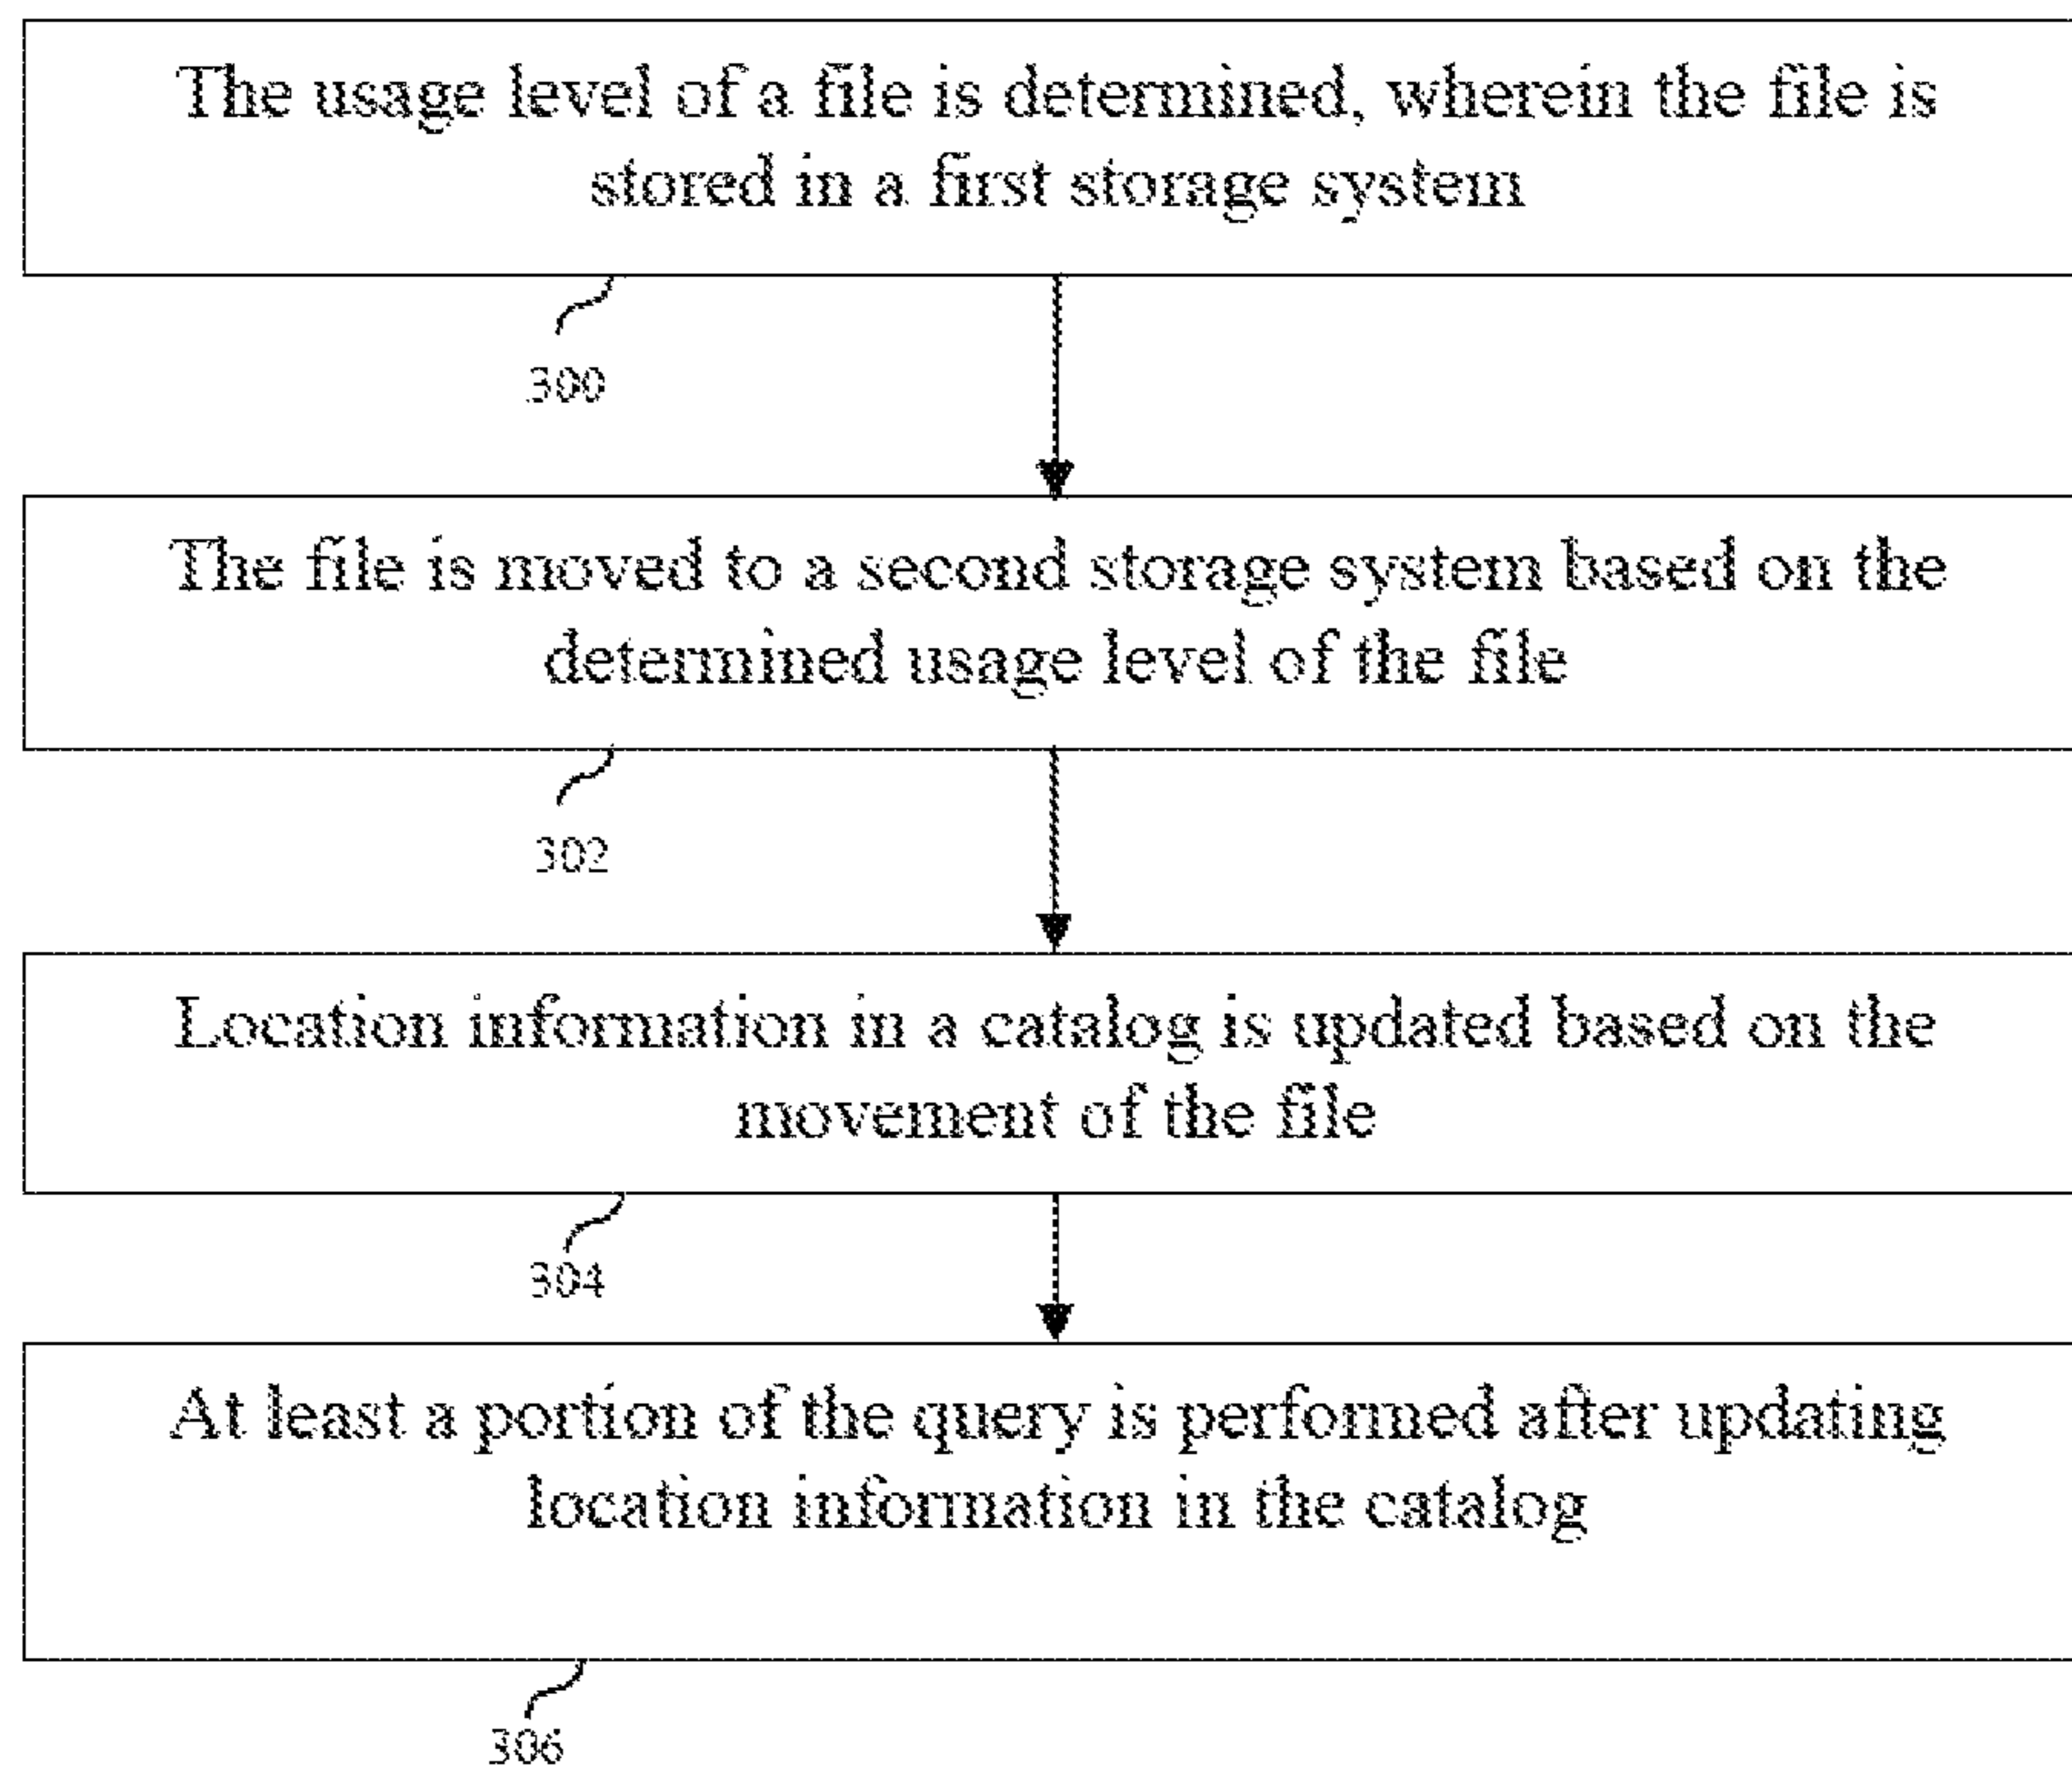 The usage level of a file is determined, wherein the file is
stored in a first storage system
300
The file is moved to a second storage system based on the
determined usage level of the file
302
Location information in a catalog is updated based on the
movement of the file
304
At least a portion of the query is performed after updating
location information in the catalog
306